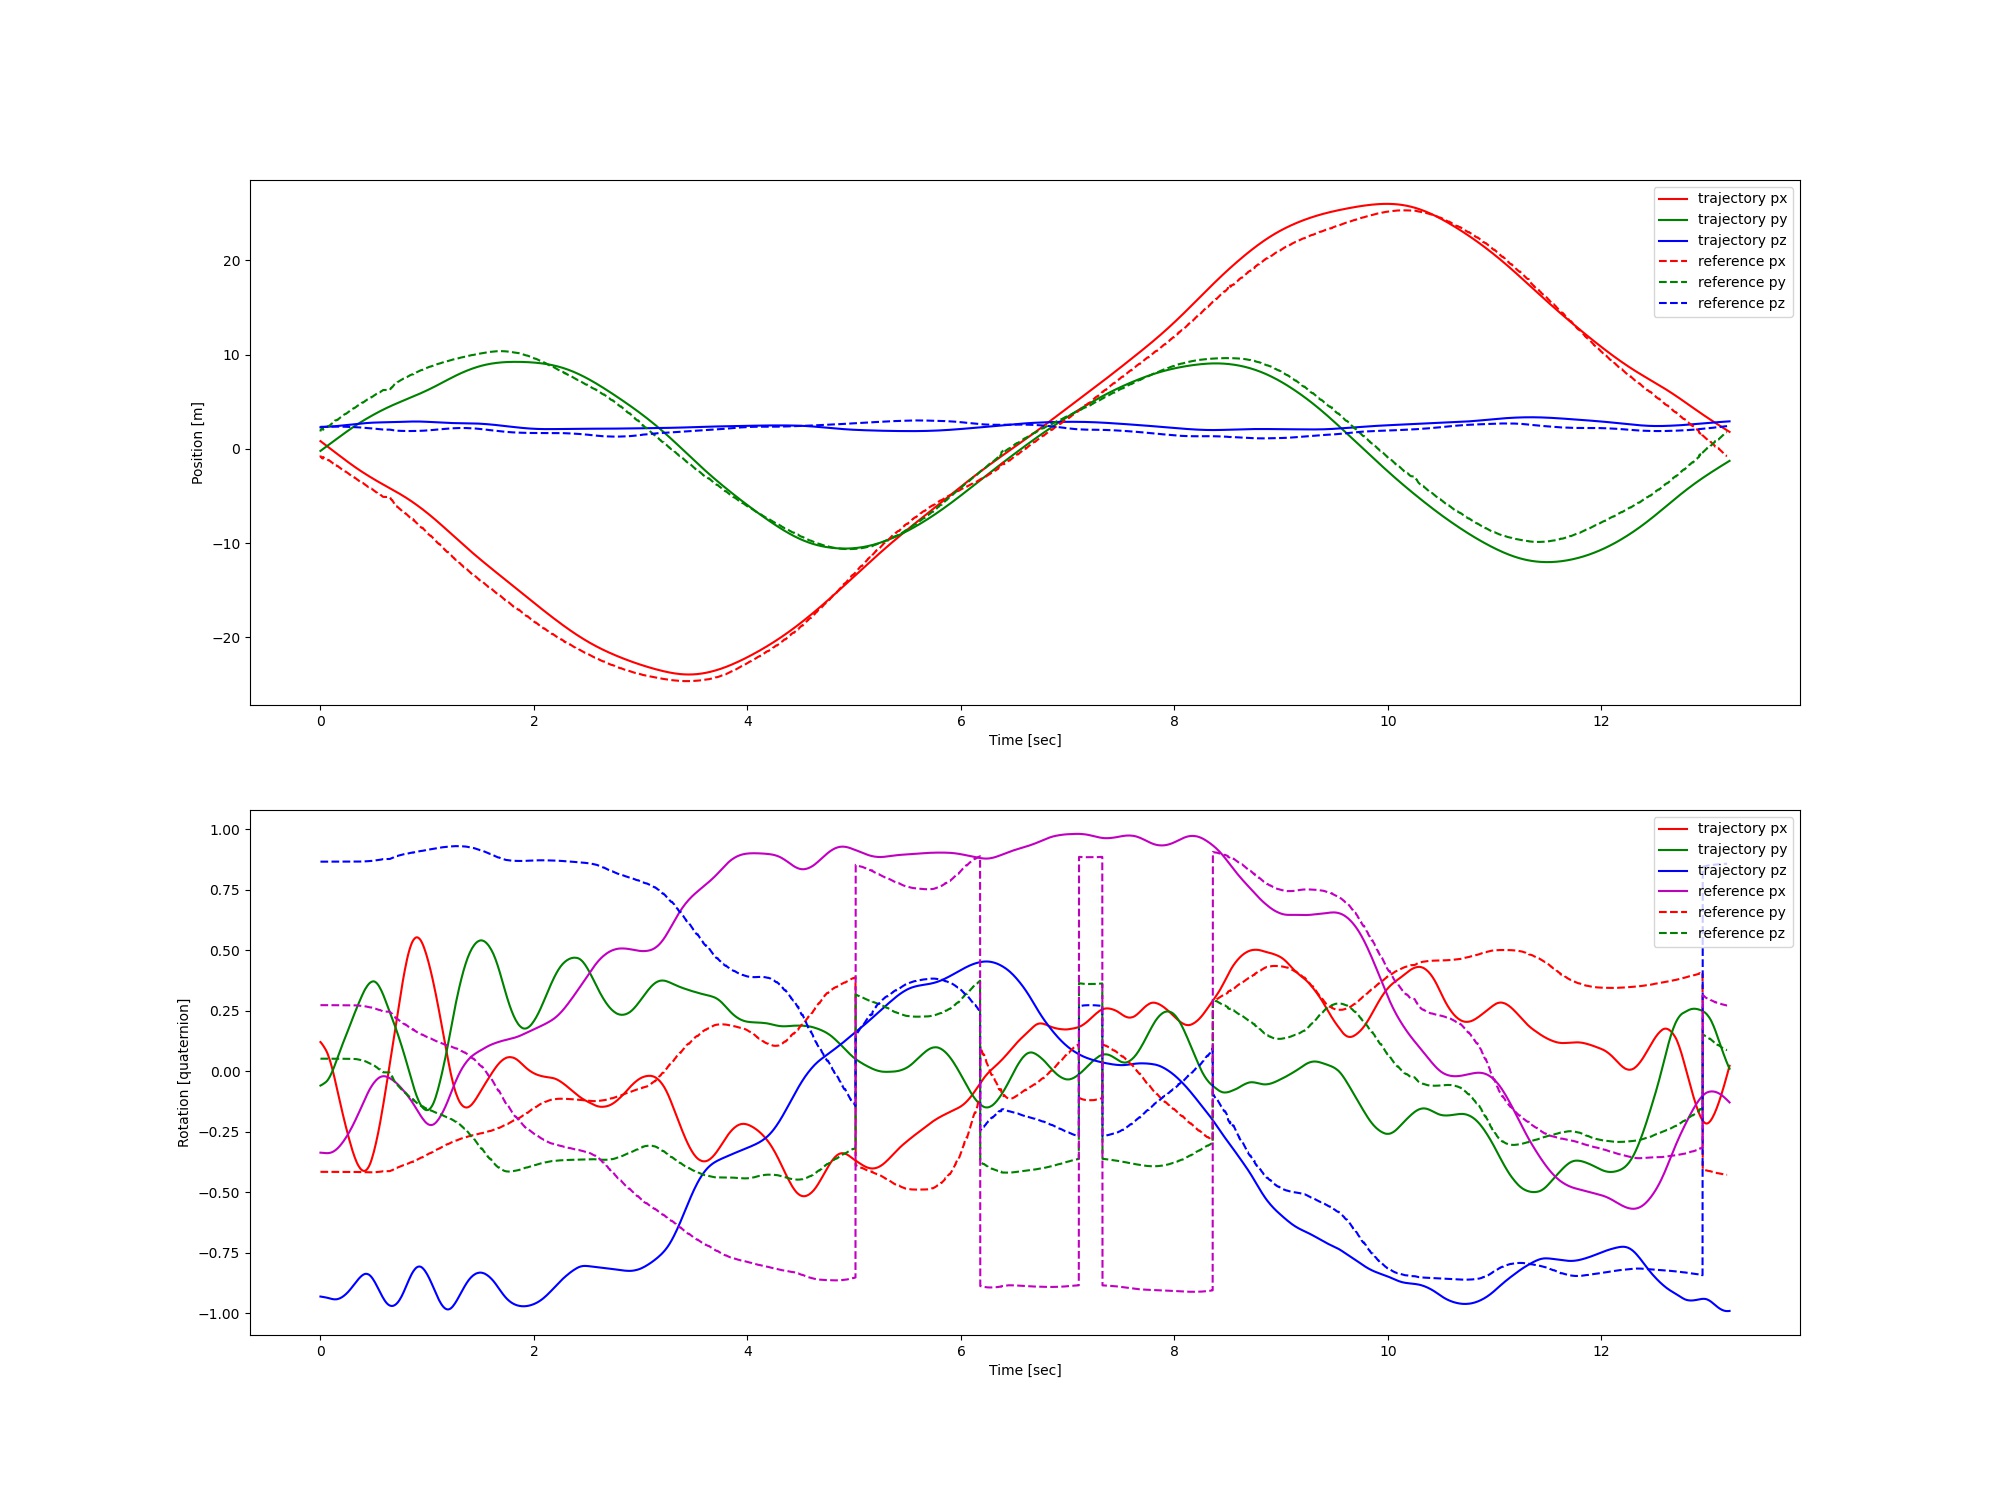 20
10
0
−10
−20
Position [m]
0 2 4 6 8 10 12
Time [sec]
trajectory px
trajectory py
trajectory pz
reference px
reference py
reference pz
1.00
0.75
0.50
0.25
0.00
−0.25
−0.50
−0.75
−1.00
Rotation [quaternion]
0 2 4 6 8 10 12
Time [sec]
trajectory px
trajectory py
trajectory pz
reference px
reference py
reference pz